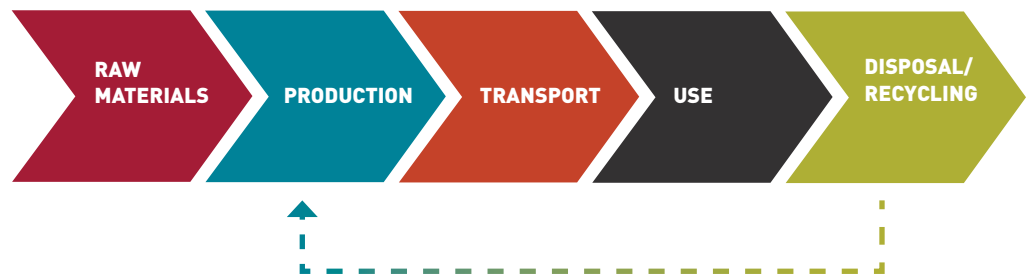 RAW
MATERIALS
PRODUCTION
TRANSPORT
USE
DISPOSAL/
RECYCLING